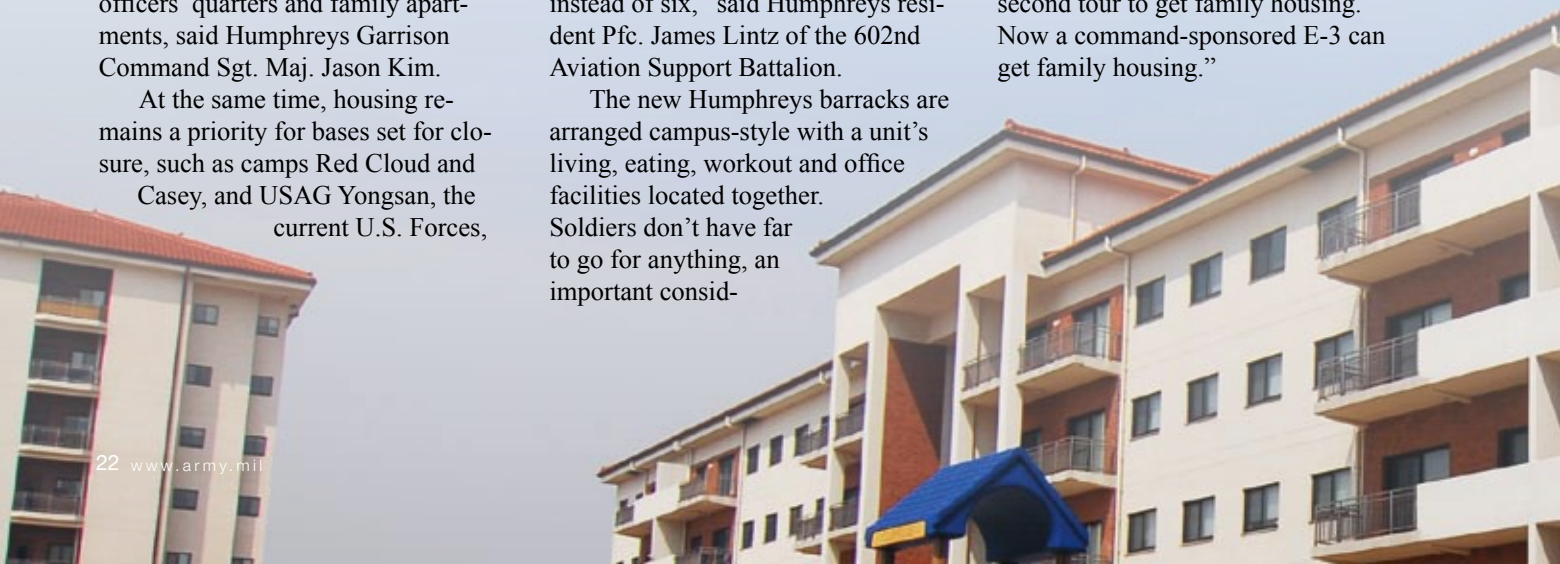 officers' quarters and family apart-
ments, said Humphreys Garrison
Command Sgt. Maj. Jason Kim.
At the same time, housing re-
mains a priority for bases set for clo-
sure, such as camps Red Cloud and
Casey, and USAG Yongsan, the
current U.S. Forces,
instead of six,” said Humphreys resi-
dent Pfc. James Lintz of the 602nd
Aviation Support Battalion.
The new Humphreys barracks are
arranged campus-style with a unit’s
living, eating, workout and office
facilities located together.
Soldiers don’t have far
to go for anything, an
important consid-
second tour to get family housing.
Now a command-sponsored E-3 can
get family housing.”
22 www.army.mil